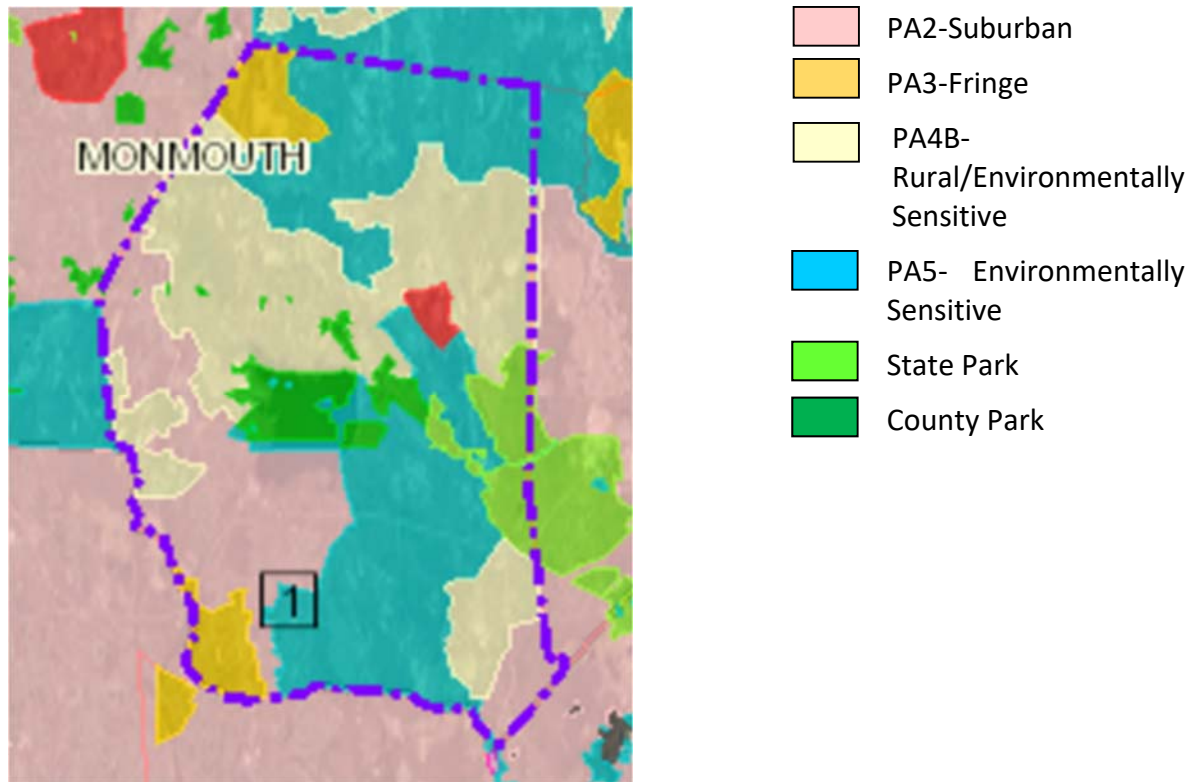 MONMOUTH
1
PA2-Suburban
PA3-Fringe
PA4B-
Rural/Environmentally
Sensitive
PA5- Environmentally
Sensitive
State Park
County Park